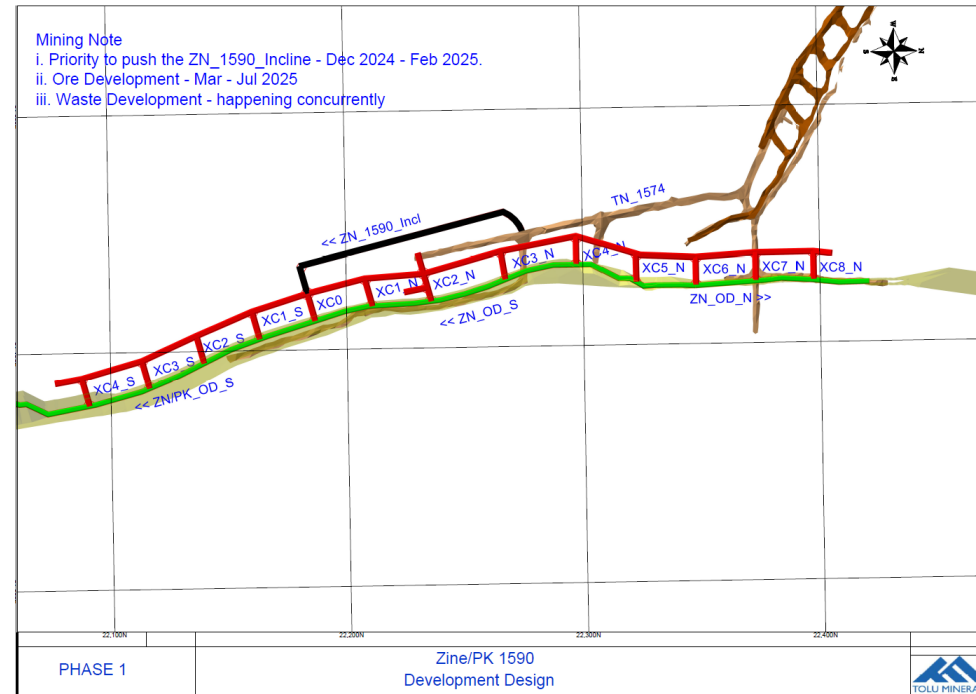 Mining Note
i. Priority to push the ZN_1590_Incline - Dec 2024 - Feb 2025.
ii. Ore Development - Mar - Jul 2025
iii. Waste Development - happening concurrently
W
S
N
E
TN_1574
<< ZN_1590_Incl
XC4_N
XC3_N
XC5_N
XC6_N
XC7_N
XC8_N
XC2_N
XC1_N
XC0
XC1_S
ZN_OD_N >>
<< ZN_OD_S
XC2_S
XC3_S
XC4_S
<< ZN/PK_OD_S
22,100N
22,200N
22,300N
22,400N
PHASE 1
Zine/PK 1590
Development Design
TOLU MINERA